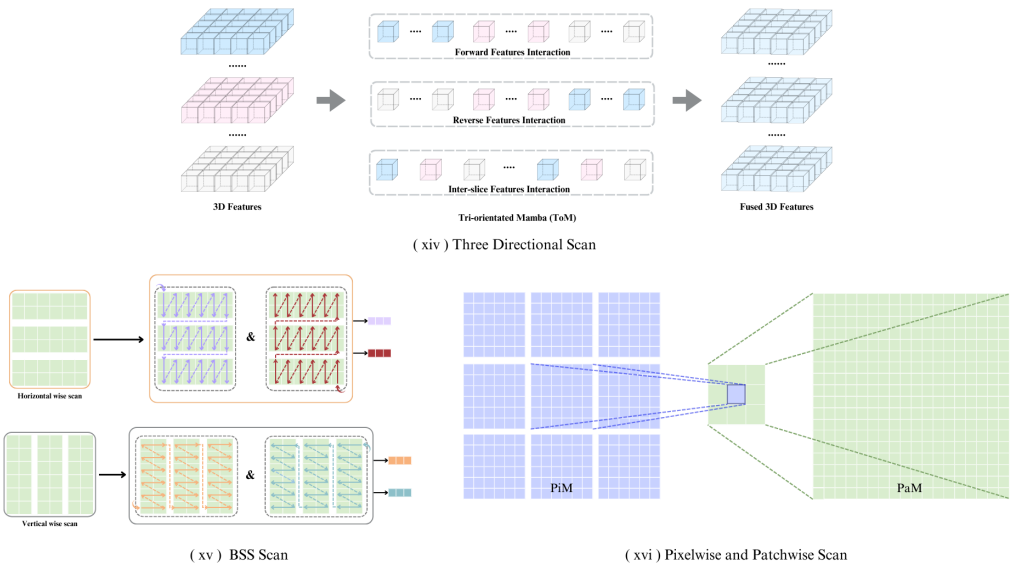 ......
.... ....
Forward Features Interaction
.... ....
Reverse Features Interaction
......
....
Inter-slice Features Interaction
......
......
3D Features
Tri-orientated Mamba (ToM)
Fused 3D Features
( xiv ) Three Directional Scan
Horizontal wise scan
&
Vertical wise scan
&
PiM
PaM
( xv ) BSS Scan
( xvi ) Pixelwise and Patchwise Scan